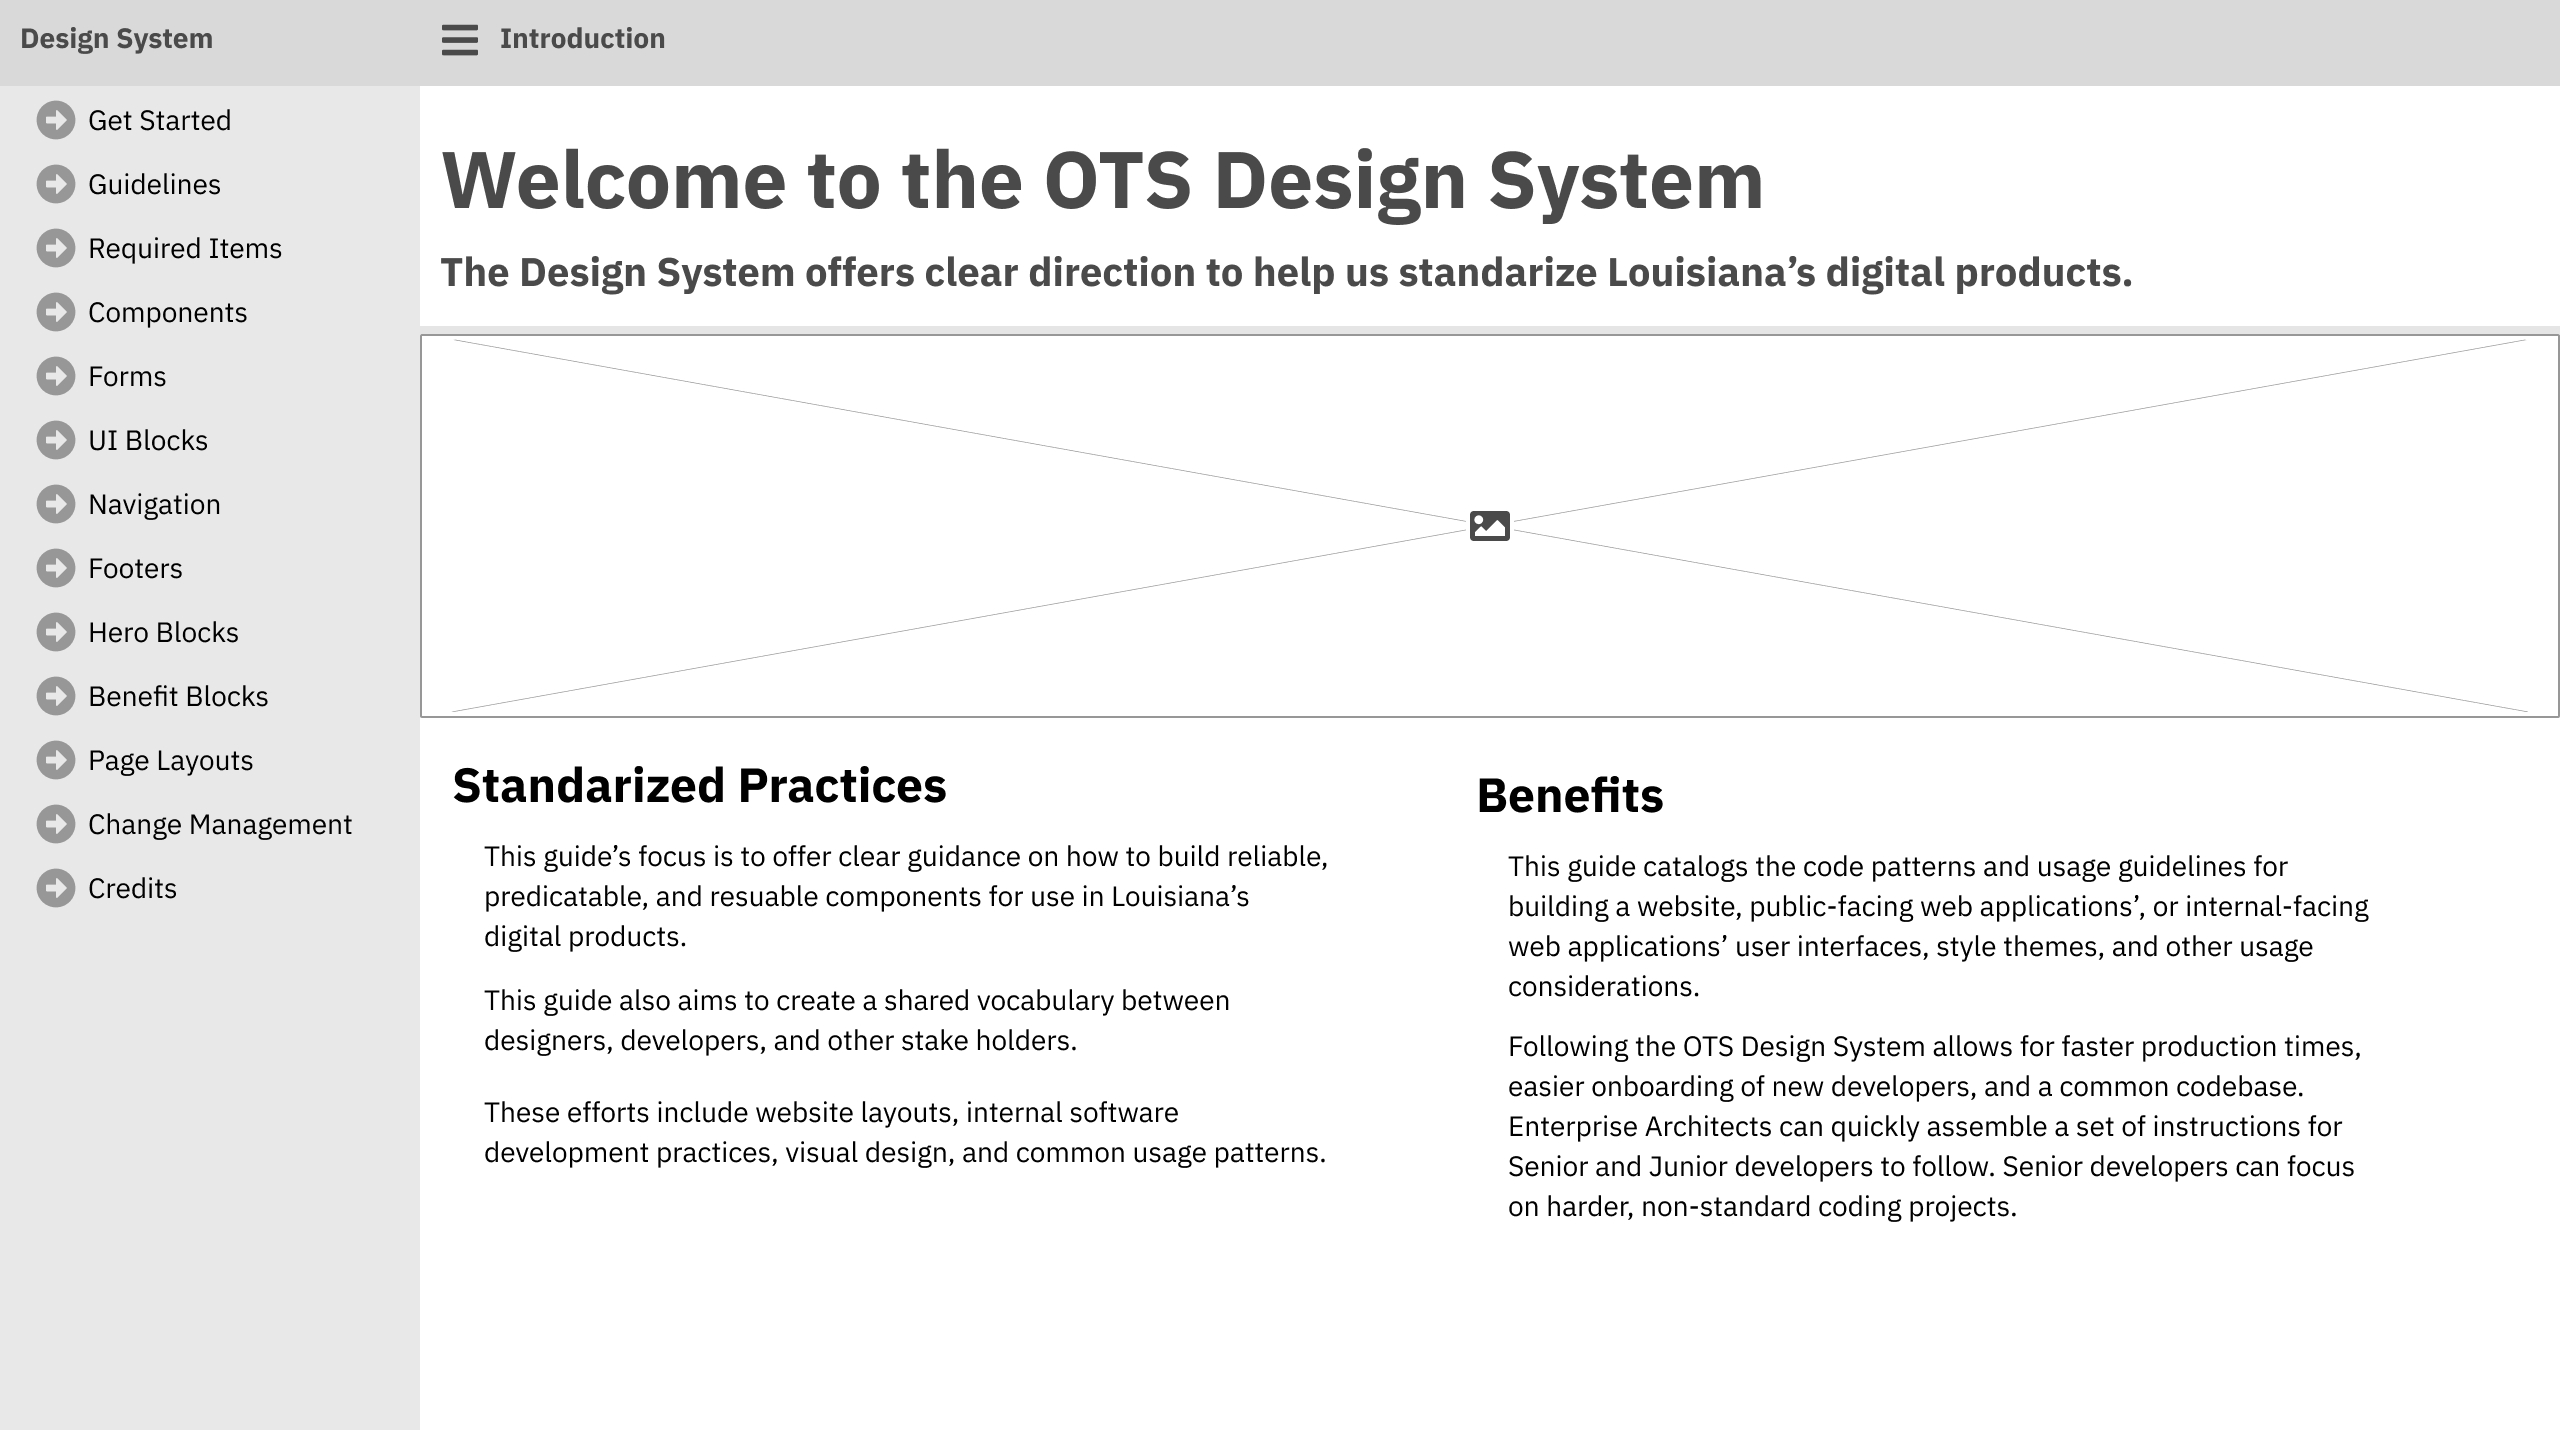 Design System
Introduction
Get Started
Guidelines
Required Items
Components
Forms
UI Blocks
Navigation
Footers
Hero Blocks
Benefit Blocks
Page Layouts
Change Management
Credits
Welcome to the OTS Design System
The Design System offers clear direction to help us standarize Louisiana’s digital products.
Standarized Practices
This guide’s focus is to offer clear guidance on how to build reliable,
predicatable, and resuable components for use in Louisiana’s
digital products.
This guide also aims to create a shared vocabulary between
designers, developers, and other stake holders.
These efforts include website layouts, internal software
development practices, visual design, and common usage patterns.
Benefits
This guide catalogs the code patterns and usage guidelines for
building a website, public-facing web applications’, or internal-facing
web applications’ user interfaces, style themes, and other usage
considerations.
Following the OTS Design System allows for faster production times,
easier onboarding of new developers, and a common codebase.
Enterprise Architects can quickly assemble a set of instructions for
Senior and Junior developers to follow. Senior developers can focus
on harder, non-standard coding projects.